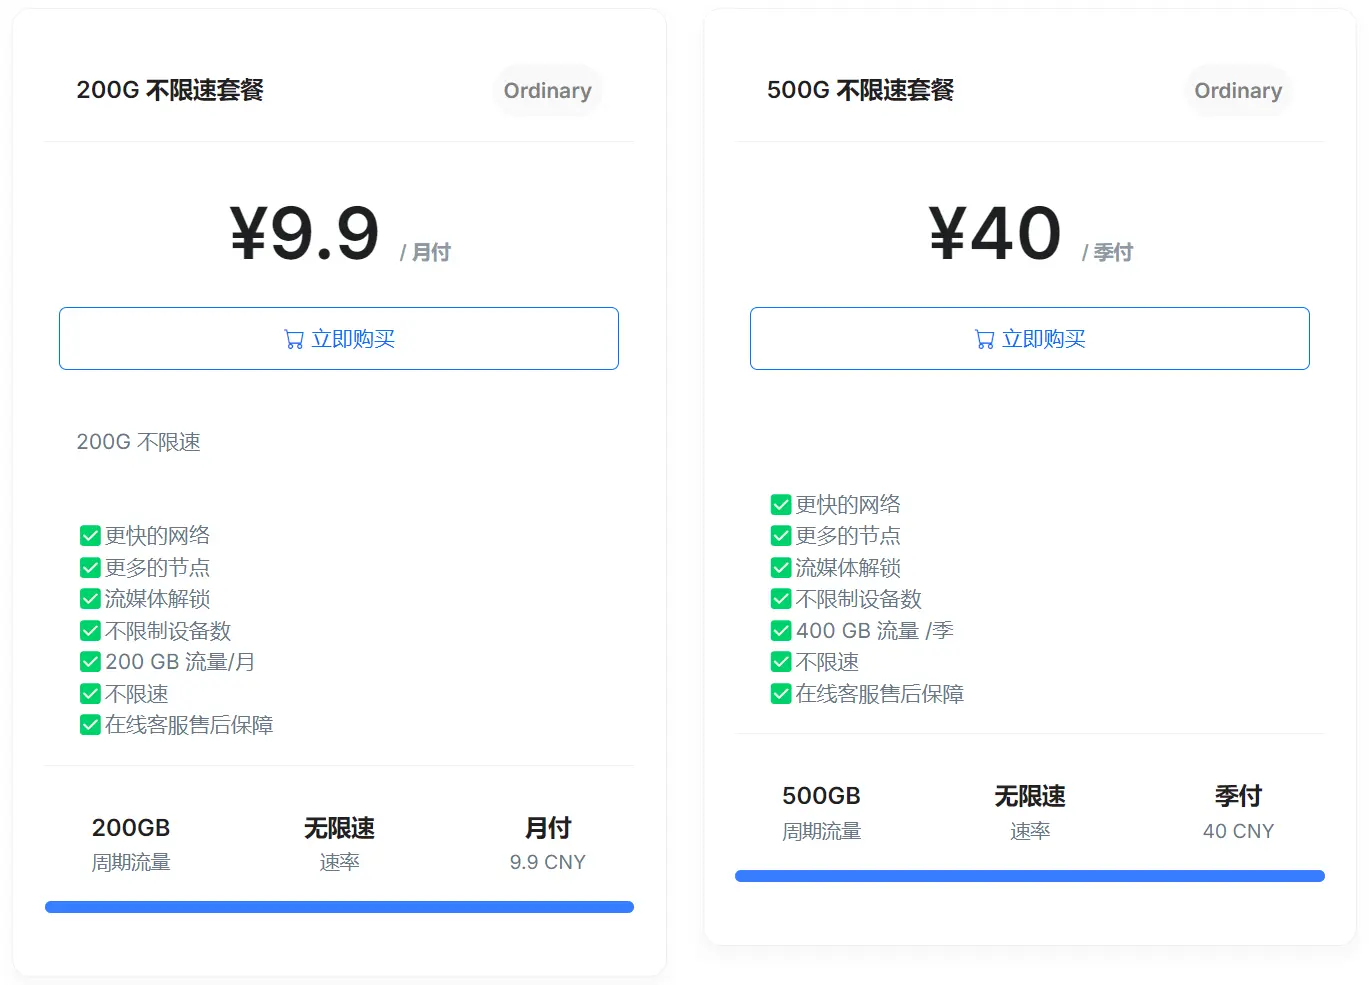 200G 不限速套餐
Ordinary
¥9.9 / 月付
立即购买
200G 不限速
✅更快的网络
✅更多的节点
✅流媒体解锁
✅不限制设备数
✅200 GB 流量/月
✅不限速
✅在线客服售后保障
200GB
周期流量
无限速
速率
月付
9.9 CNY
500G 不限速套餐
Ordinary
¥40 / 季付
立即购买
✅更快的网络
✅更多的节点
✅流媒体解锁
✅不限制设备数
✅400 GB 流量 /季
✅不限速
✅在线客服售后保障
500GB
周期流量
无限速
速率
季付
40 CNY